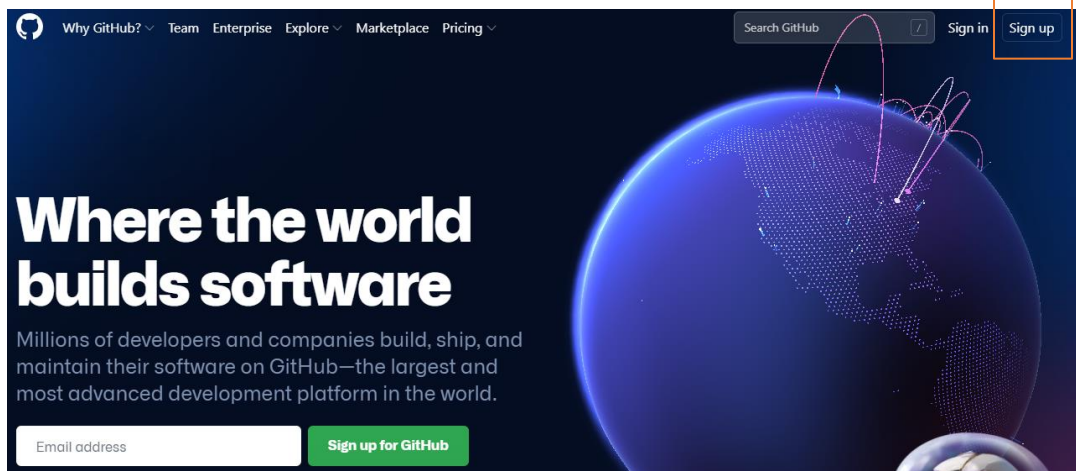 Why GitHub? Team Enterprise Explore Marketplace Pricing Search GitHub / Sign in Sign up
Where the world
builds software
Millions of developers and companies build, ship, and
maintain their software on GitHub—the largest and
most advanced development platform in the world.
Email address Sign up for GitHub